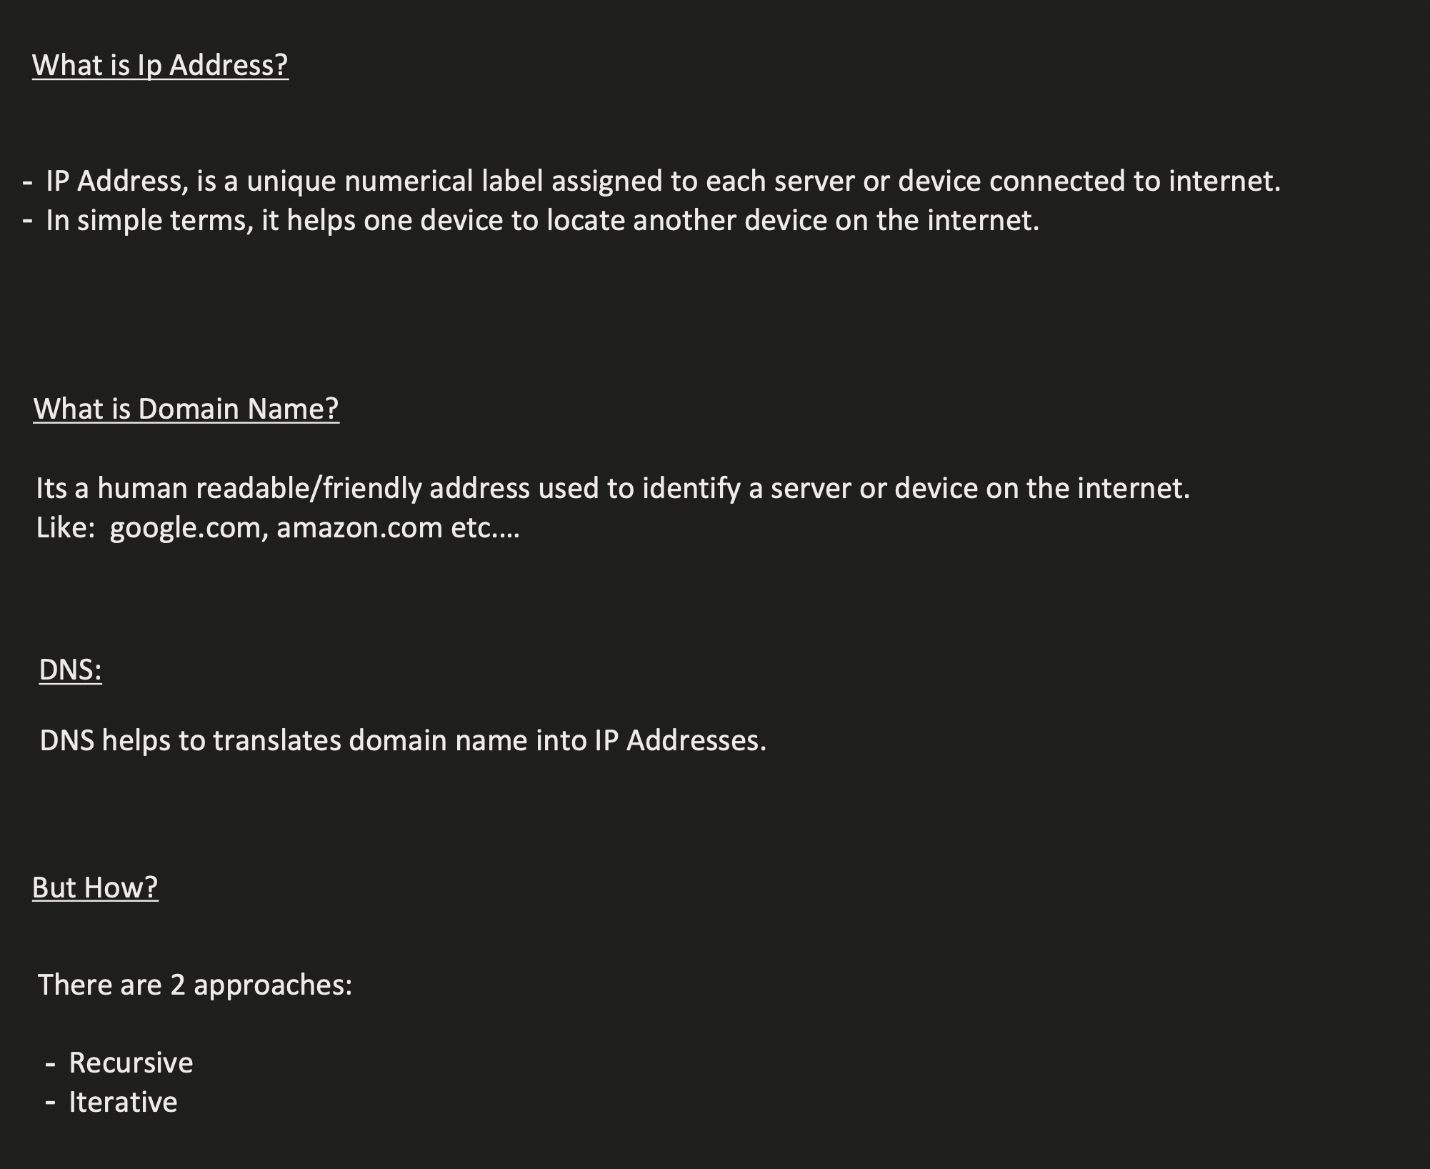 What is Ip Address?
- IP Address, is a unique numerical label assigned to each server or device connected to internet.
- In simple terms, it helps one device to locate another device on the internet.
What is Domain Name?
Its a human readable/friendly address used to identify a server or device on the internet.
Like:  google.com, amazon.com etc....
DNS:
DNS helps to translates domain name into IP Addresses.
But How?
There are 2 approaches:
- Recursive
- Iterative